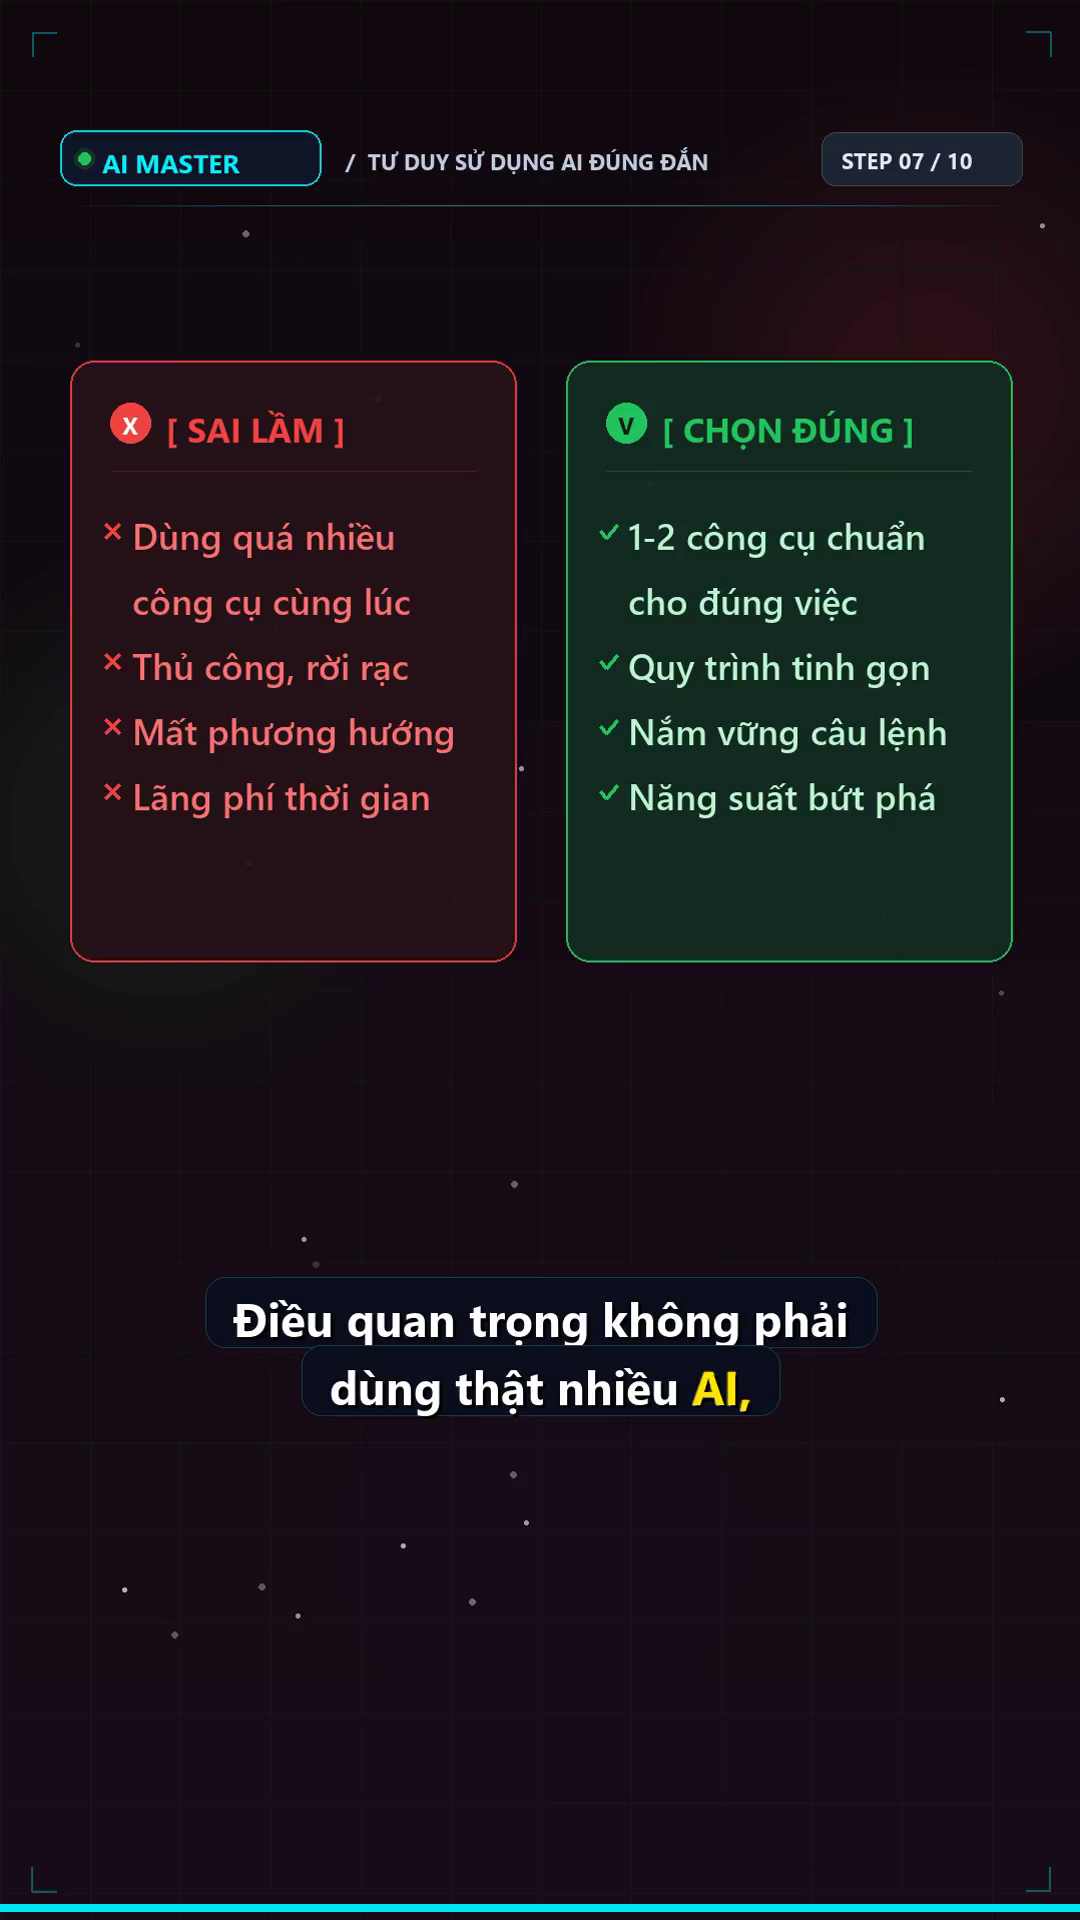 AI MASTER
/ TƯ DUY SỬ DỤNG AI ĐÚNG ĐẮN
STEP 07 / 10
X [ SAI LẦM ]
✕ Dùng quá nhiều
công cụ cùng lúc
✕ Thủ công, rời rạc
✕ Mất phương hướng
✕ Lãng phí thời gian
V [ CHỌN ĐÚNG ]
✓ 1-2 công cụ chuẩn
cho đúng việc
✓ Quy trình tinh gọn
✓ Nắm vững câu lệnh
✓ Năng suất bứt phá
Điều quan trọng không phải
dùng thật nhiều AI,